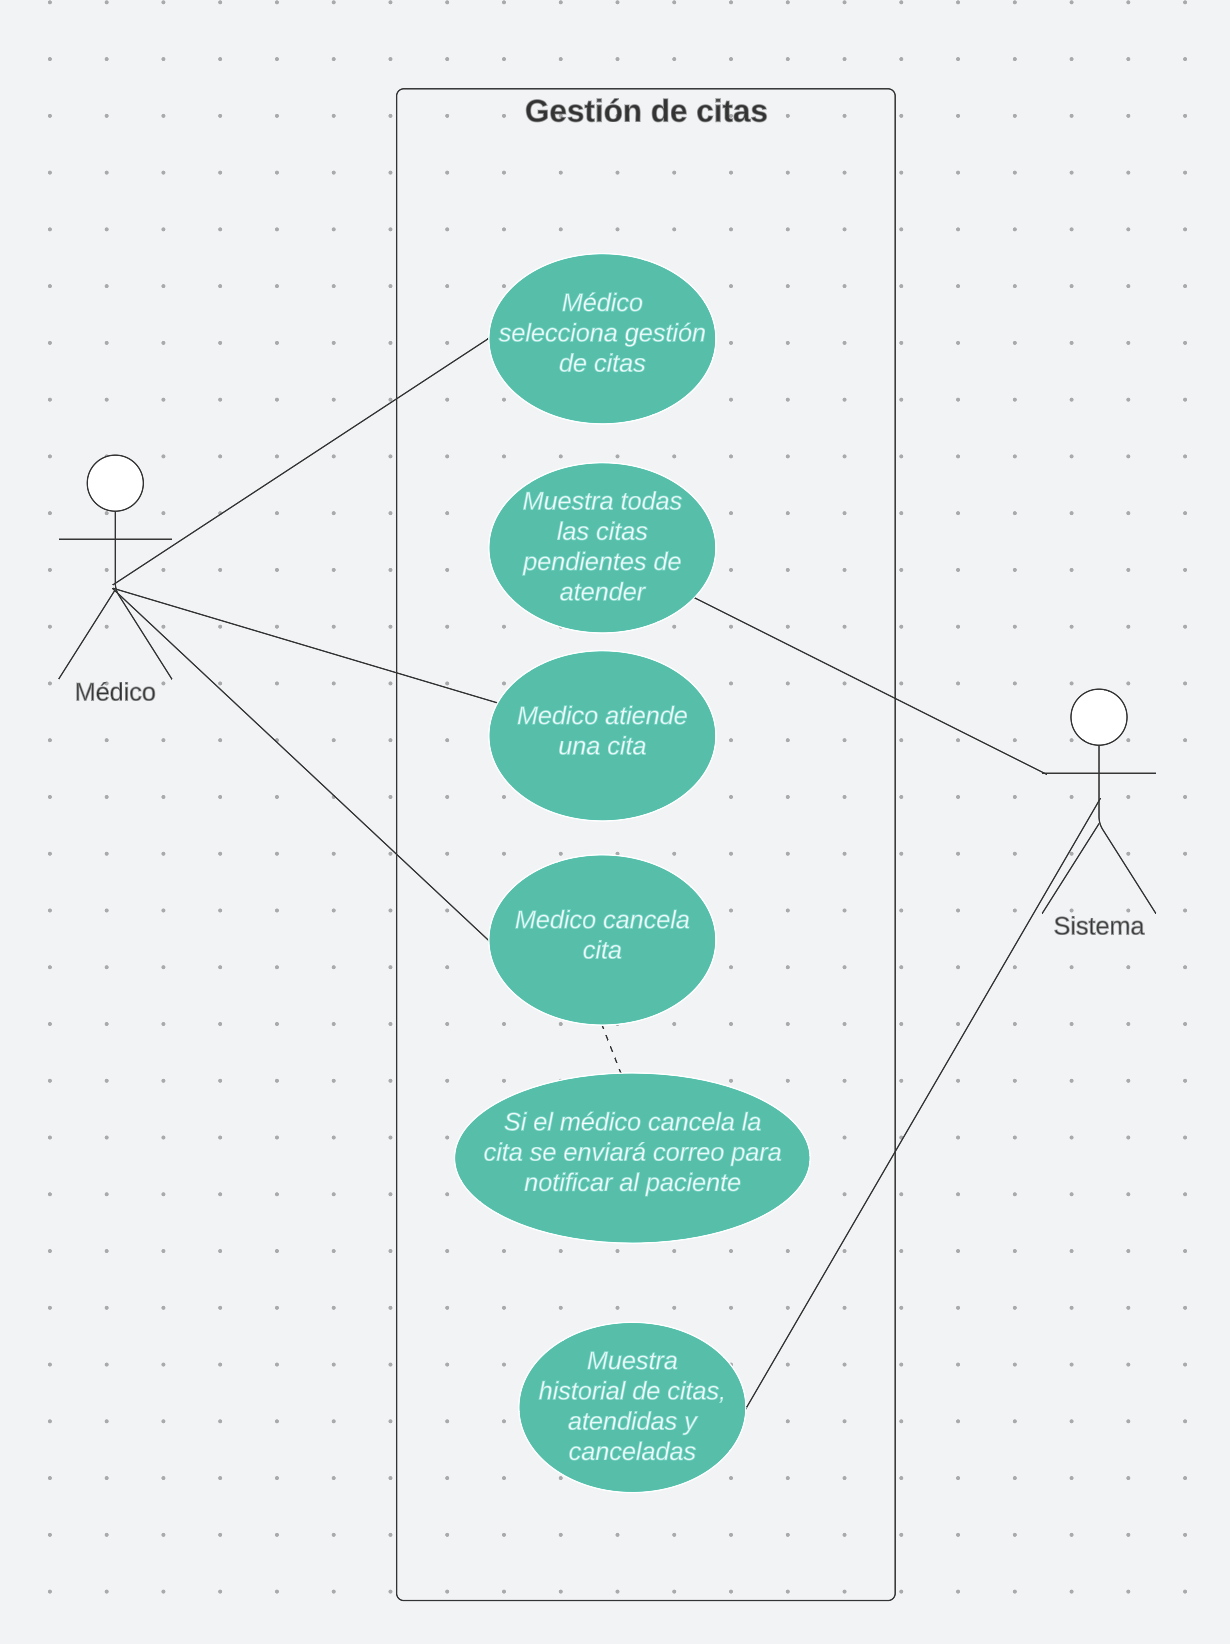 Gestión de citas
Médico
selecciona gestión
de citas
Muestra todas
las citas
pendientes de
atender
Médico
Medico atiende
una cita
Medico cancela
cita
Sistema
Si el médico cancela la
cita se enviará correo para
notificar al paciente
Muestra
historial de citas,
atendidas y
canceladas